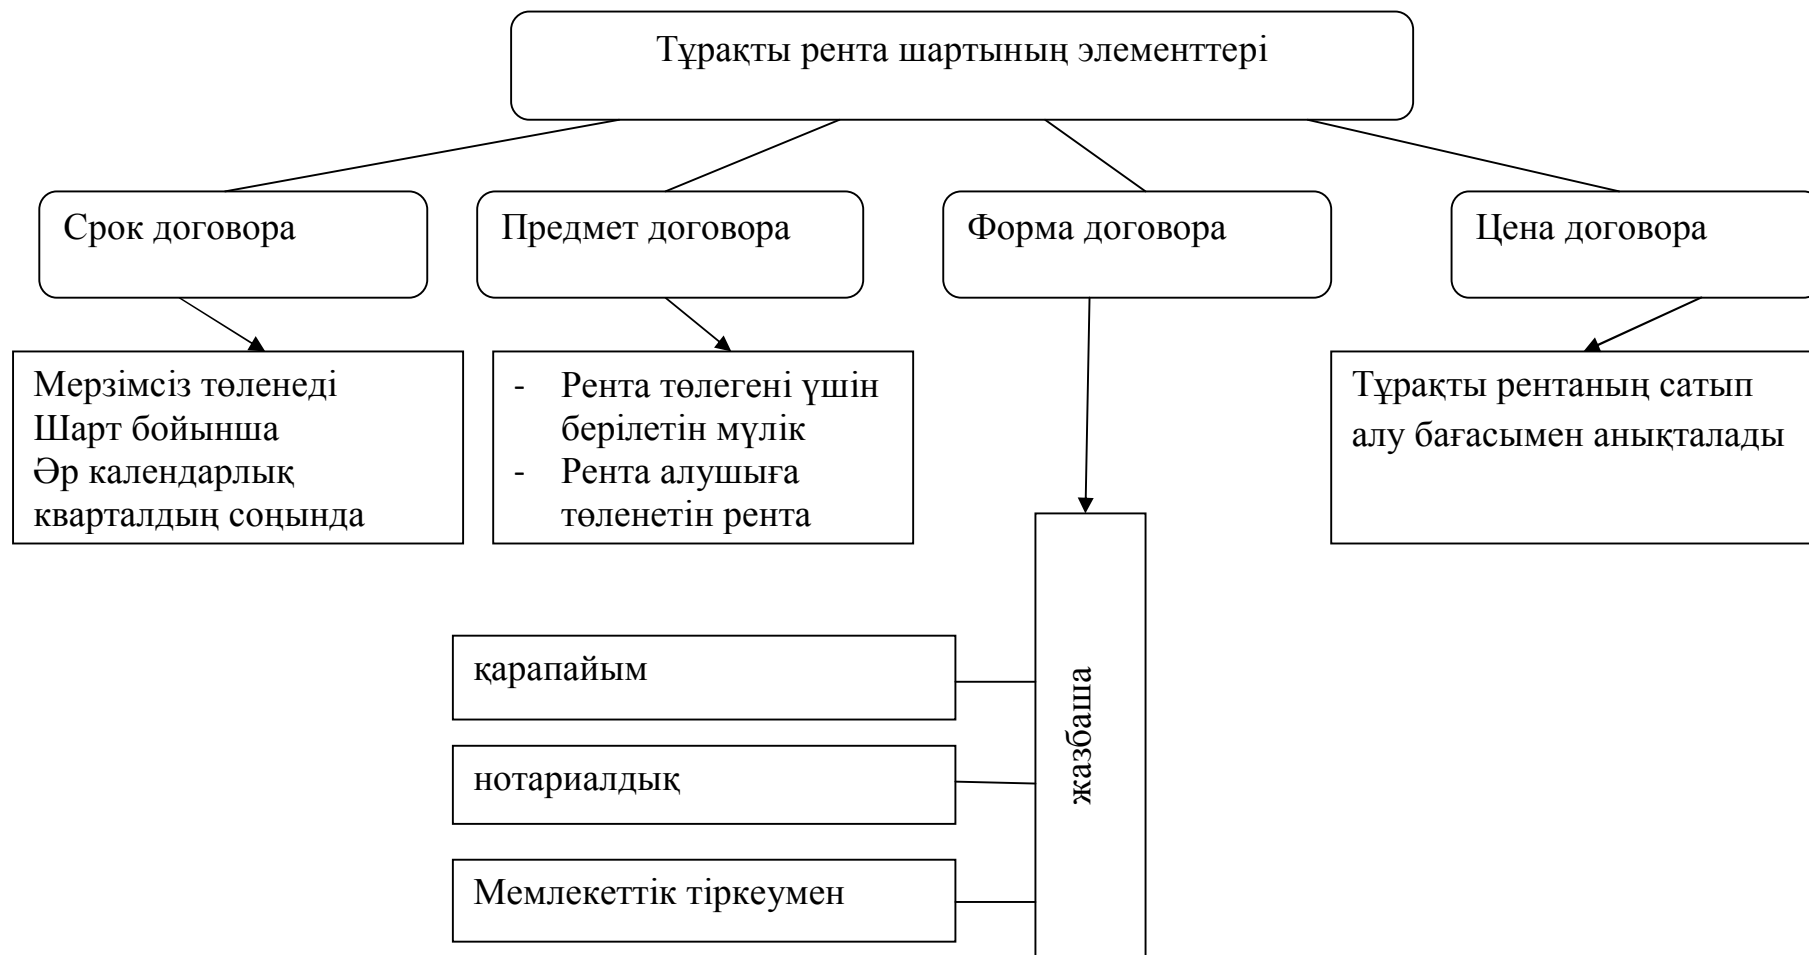 Тұрақты рента шартының элементтері
Срок договора
Предмет договора
Форма договора
Цена договора
Мерзімсіз төленеді
Шарт бойынша
Әр календарлық
кварталдың соңында
- Рента төлегені үшін
берілетін мүлік
- Рента алушыға
төленетін рента
Тұрақты рентаның сатып
алу бағасымен анықталады
жазбаша
қарапайым
нотариалдық
Мемлекеттік тіркеумен